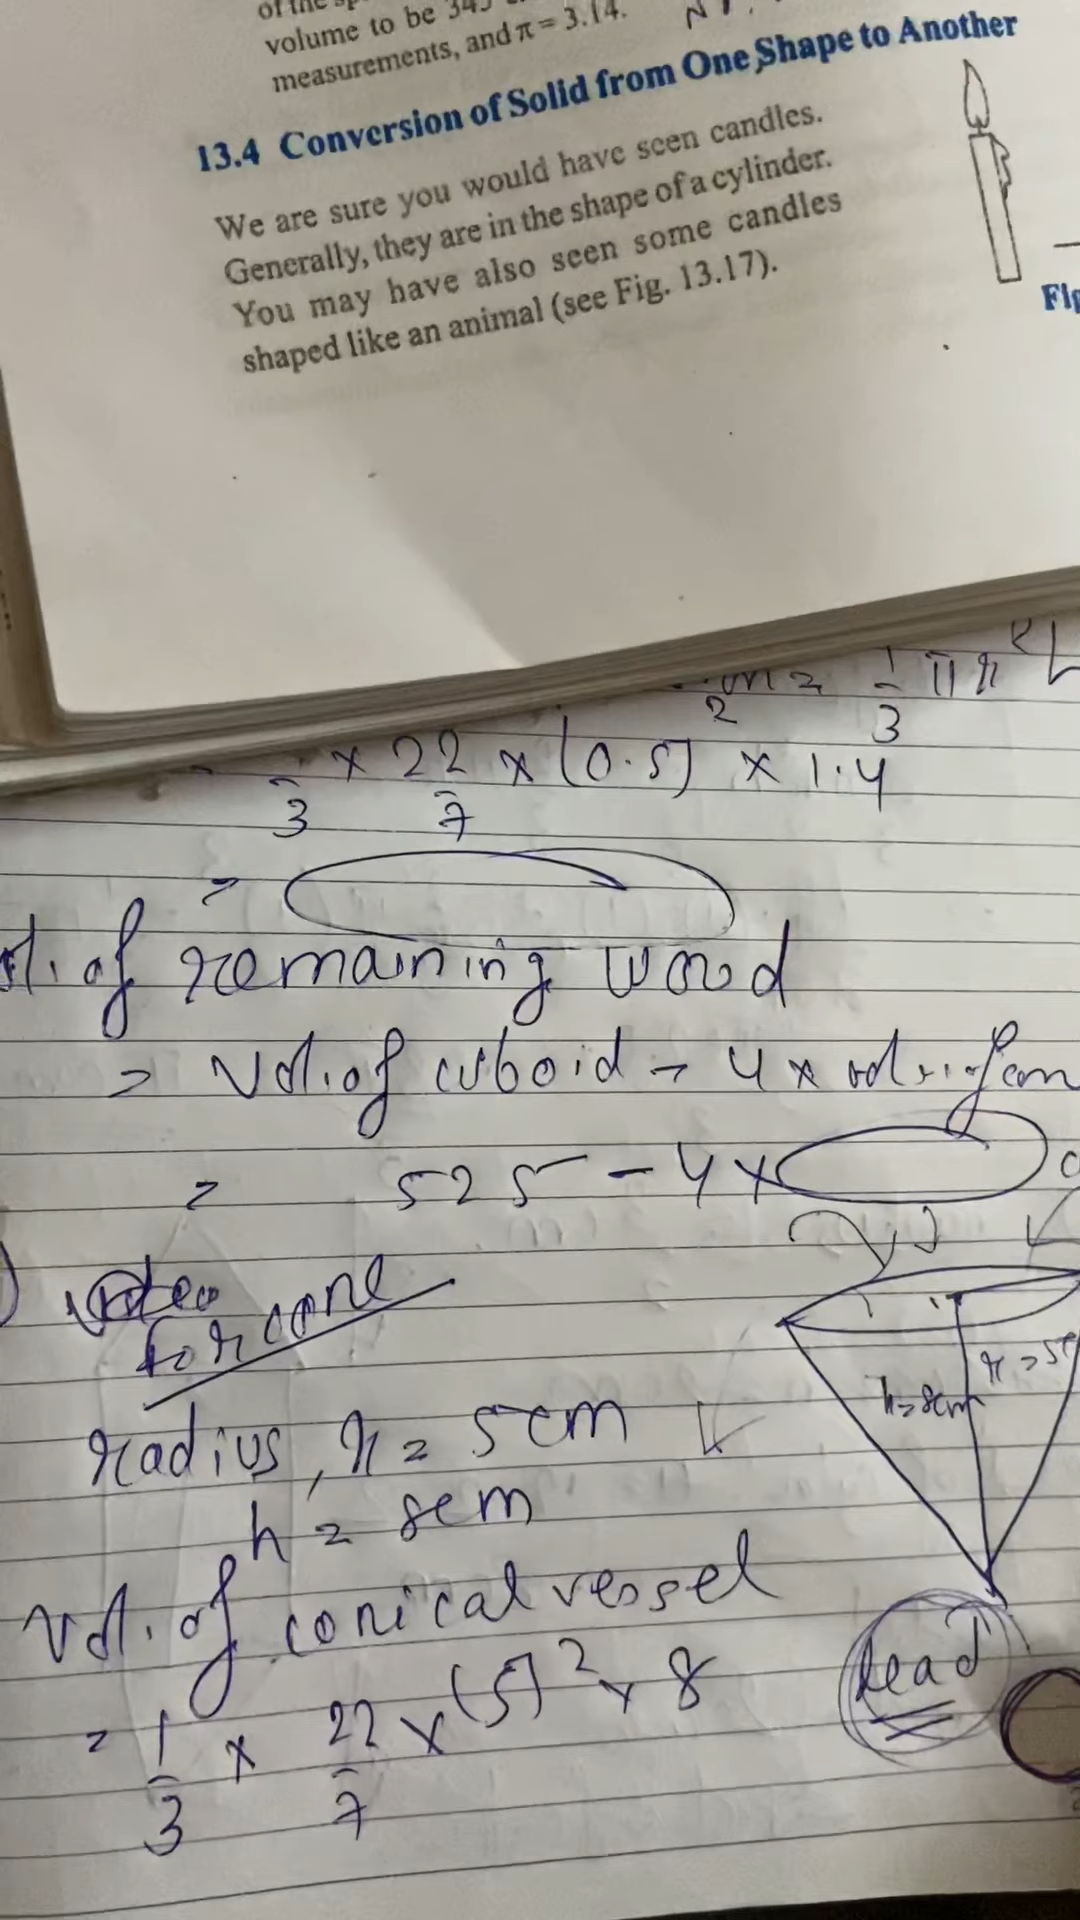 volume to be 345
measurements, and π = 3.14.
13.4 Conversion of Solid from One Shape to Another
We are sure you would have seen candles.
Generally, they are in the shape of a cylinder.
You may have also seen some candles
shaped like an animal (see Fig. 13.17).
= 1/3 π r² h
/3 × 22/7 × (0.5)² × 1.4
=
of remaining wood
= Vol. of cuboid - 4 × vol. of con
= 525 - 4 ×
for cone
radius, r = 5cm
h = 8cm
h = 8cm
r = 5c
Vol. of conical vessel
= 1/3 × 22/7 × (5)² × 8
lead